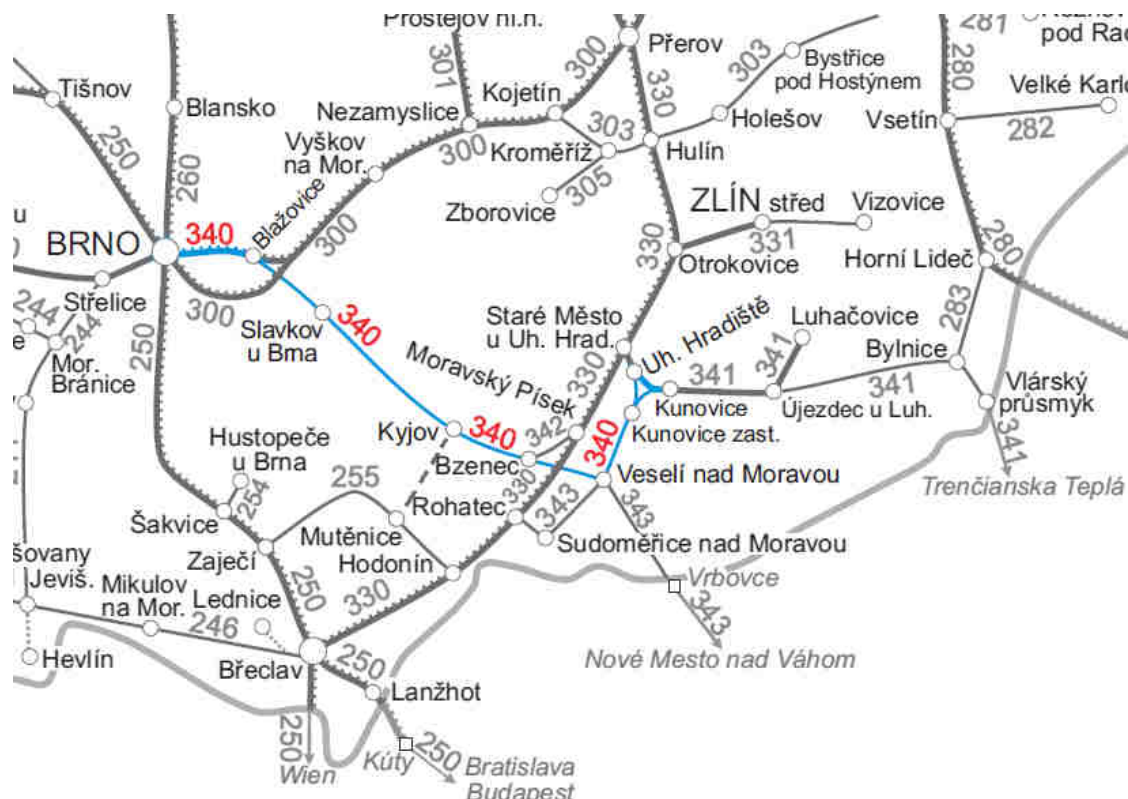 Prostějov hl.n.
281
pod Rad
Přerov
303
Bystřice
pod Hostýnem
280
Velké Karlo
Tišnov
Blansko
301
300
Kojetín
330
Nezamyslice
Holešov
Vsetín
282
250
Vyškov
na Mor.
300
303
Kroměříž
Hulín
260
305
Zborovice
ZLÍN střed
Vizovice
BRNO
340
Blažovice
300
330
331
Otrokovice
Horní Lideč
280
Střelice
300
244
244
Mor.
Bránice
250
Slavkov
u Brna
340
Staré Město
u Uh. Hrad.
Uh. Hradiště
Luhačovice
283
Moravský Písek
330
341
Bylnice
341
341
Vlárský
průsmyk
Kunovice
Újezdec u Luh.
Kunovice zast.
Kyjov
340
342
340
Hustopeče
u Brna
Bzenec
Veselí nad Moravou
341
Trenčianska Teplá
255
254
330
Rohatec
343
343
Šakvice
Mutěnice
Sudoměřice nad Moravou
Zaječí
Hodonín
šovany
Jeviš.
Mikulov
na Mor.
Lednice
250
330
Vrbovce
246
343
Hevlín
Břeclav
250
Nové Mesto nad Váhom
Lanžhot
250
Wien
Kúty
250
Bratislava
Budapest